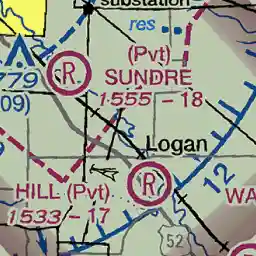 substation
res
(Pvt)
R SUNDRE
779 1555 - 18
09)
Logan
HILL (Pvt) R 12 WA
1533 - 17
52
R